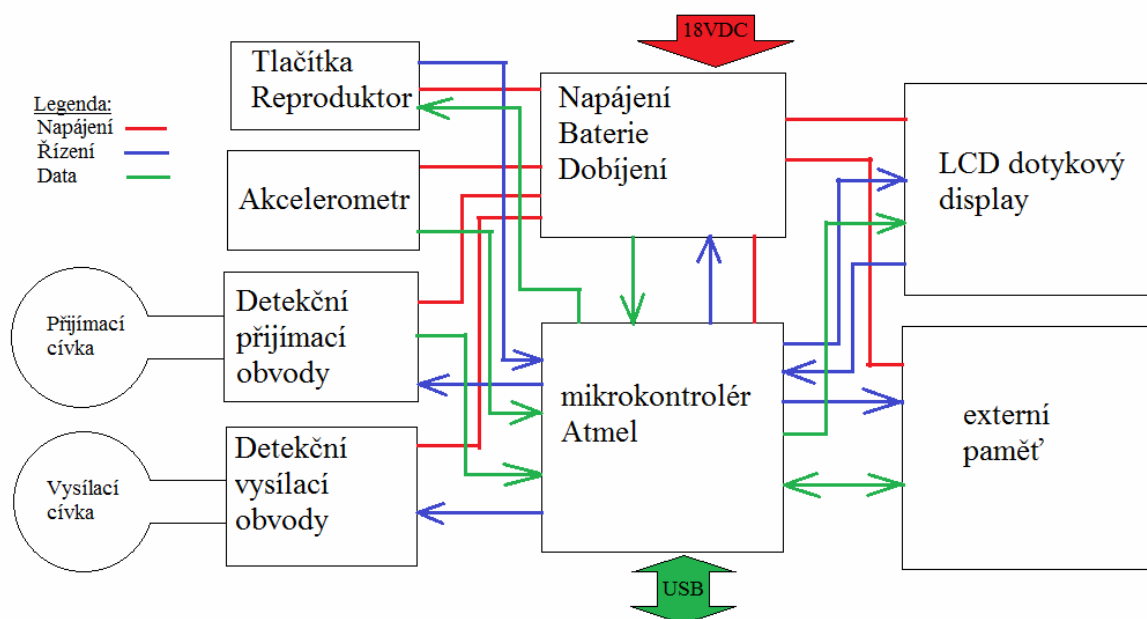 18VDC
Tlačítka
Reproduktor
Napájení
Baterie
Dobíjení
Legenda:
Napájení
Řízení
Data
LCD dotykový
display
Akcelerometr
Přijímací
cívka
Detekční
přijímací
obvody
mikrokontrolér
Atmel
externí
paměť
Vysílací
cívka
Detekční
vysílací
obvody
USB